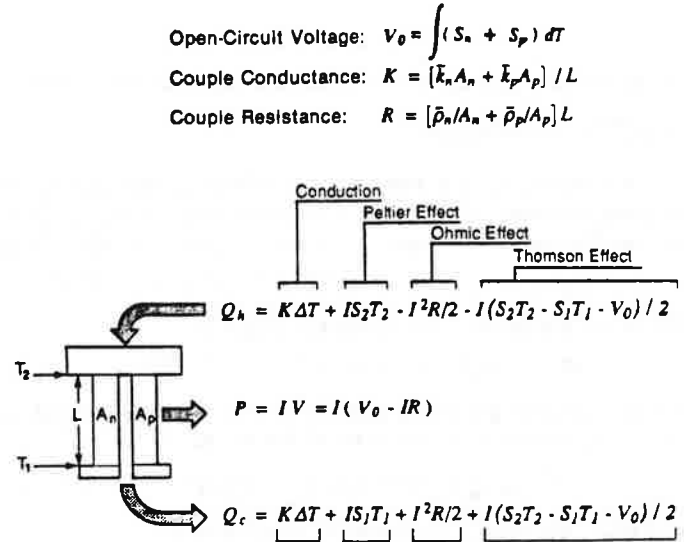 Open-Circuit Voltage: V₀ = ∫(Sₙ + Sₚ) dT
Couple Conductance: K = [k̄ₙAₙ + k̄ₚAₚ] / L
Couple Resistance: R = [ρ̄ₙ/Aₙ + ρ̄ₚ/Aₚ] L
Conduction
Peltier Effect
Ohmic Effect
Thomson Effect
Qₕ = KΔT + IS₂T₂ - I²R/2 - I(S₂T₂ - S₁T₁ - V₀) / 2
T₂
L Aₙ Aₚ
P = IV = I( V₀ - IR)
T₁
Q꜀ = KΔT + IS₁T₁ + I²R/2 + I(S₂T₂ - S₁T₁ - V₀) / 2